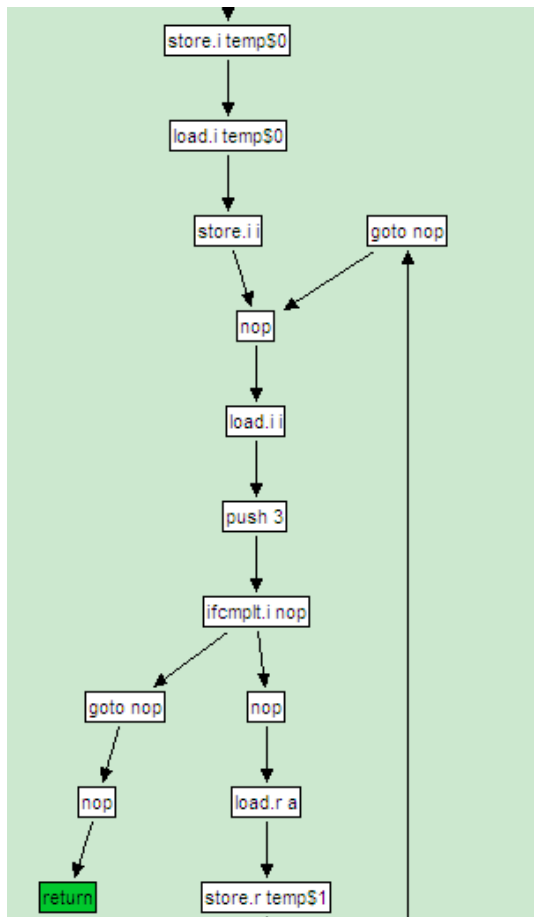 store.i temp$0
load.i temp$0
store.i i
goto nop
nop
load.i i
push 3
ifcmplt.i nop
goto nop
nop
nop
load.r a
return
store.r temp$1